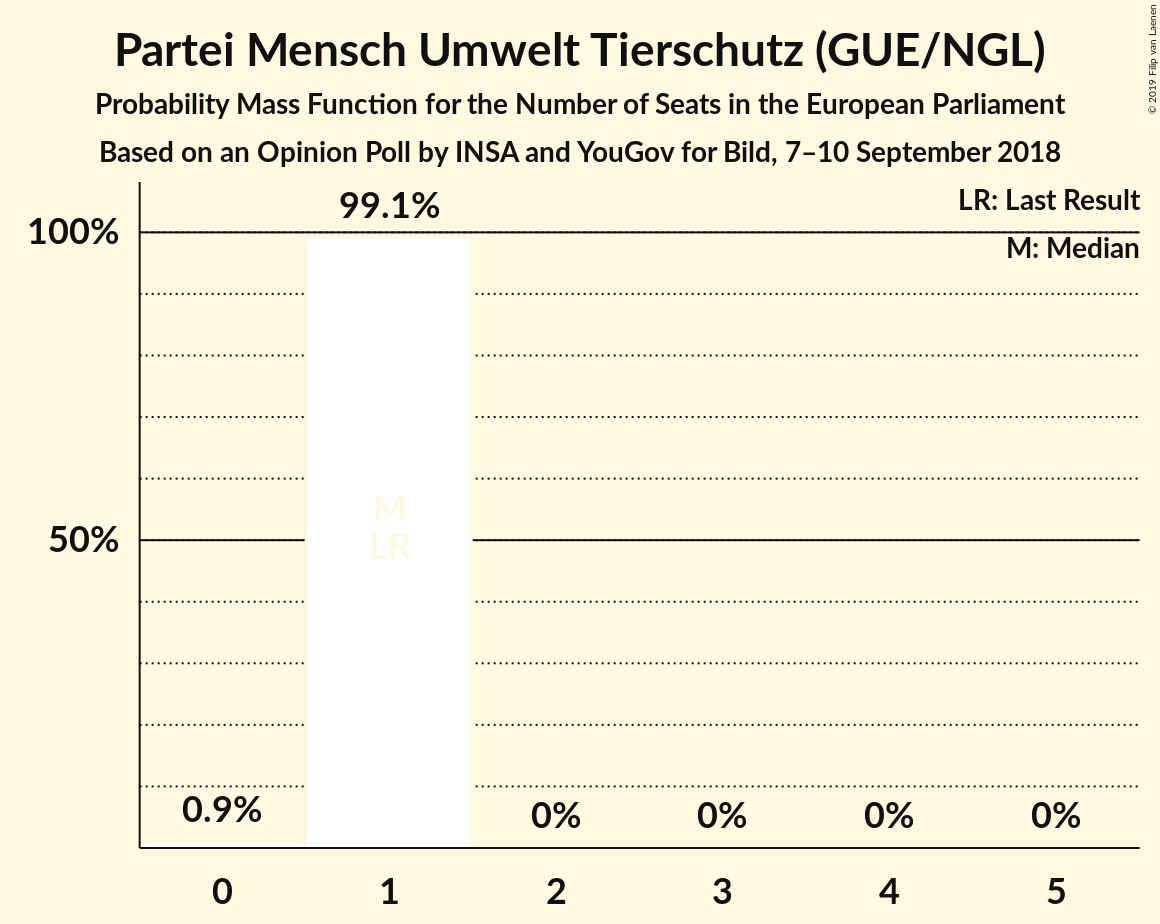 Partei Mensch Umwelt Tierschutz (GUE/NGL)
Probability Mass Function for the Number of Seats in the European Parliament
Based on an Opinion Poll by INSA and YouGov for Bild, 7–10 September 2018
© 2019 Filip van Laenen
LR: Last Result
M: Median
99.1%
100%
M
50%
LR
0.9%
0%
0%
0%
0%
0 1 2 3 4 5